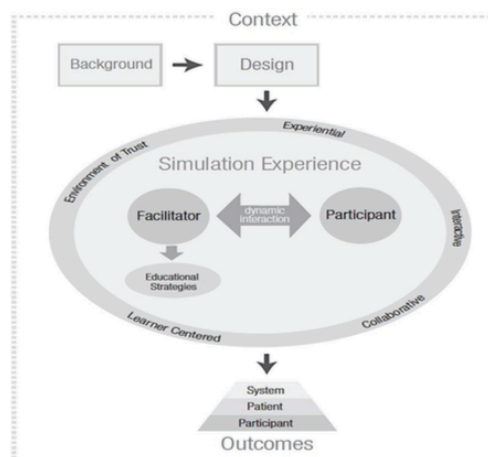 Context
Background
Design
Environment of Trust
Experiential
Simulation Experience
Facilitator
dynamic
interaction
Participant
Interactive
Educational
Strategies
Learner Centered
Collaborative
System
Patient
Participant
Outcomes